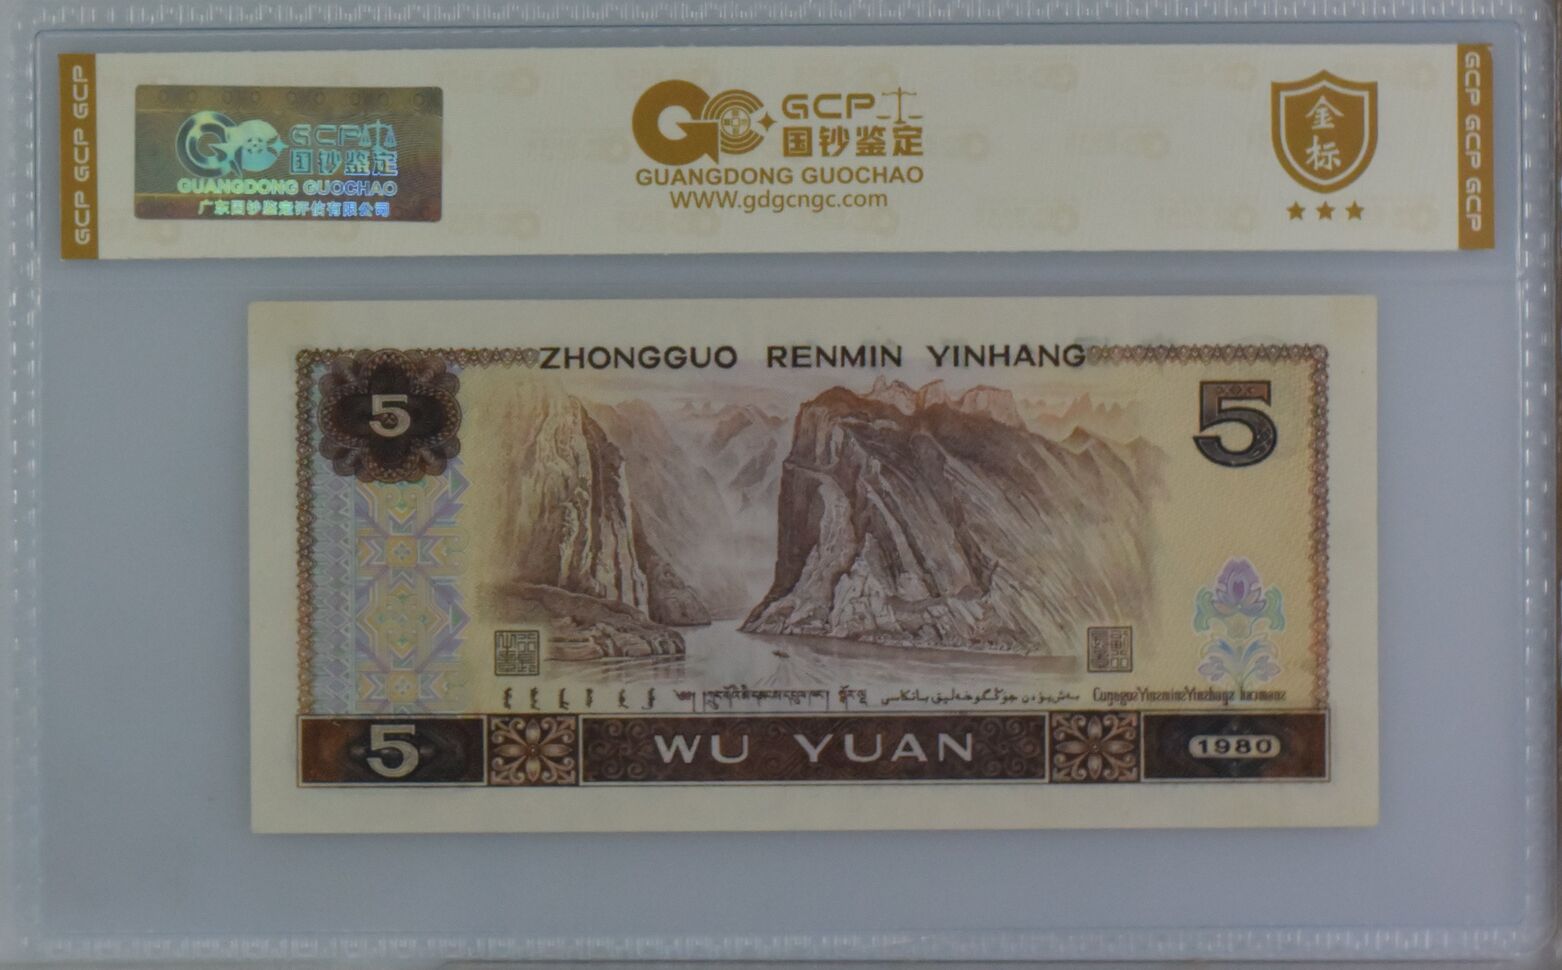 GCP GCP GCP
GCP
国钞鉴定
GUANGDONG GUOCHAO
广东国钞鉴定评估有限公司
GCP
国钞鉴定
GUANGDONG GUOCHAO
WWW.gdgcngc.com
金标
GCP GCP GCP
ZHONGGUO RENMIN YINHANG
5
5
5
WU YUAN
1980